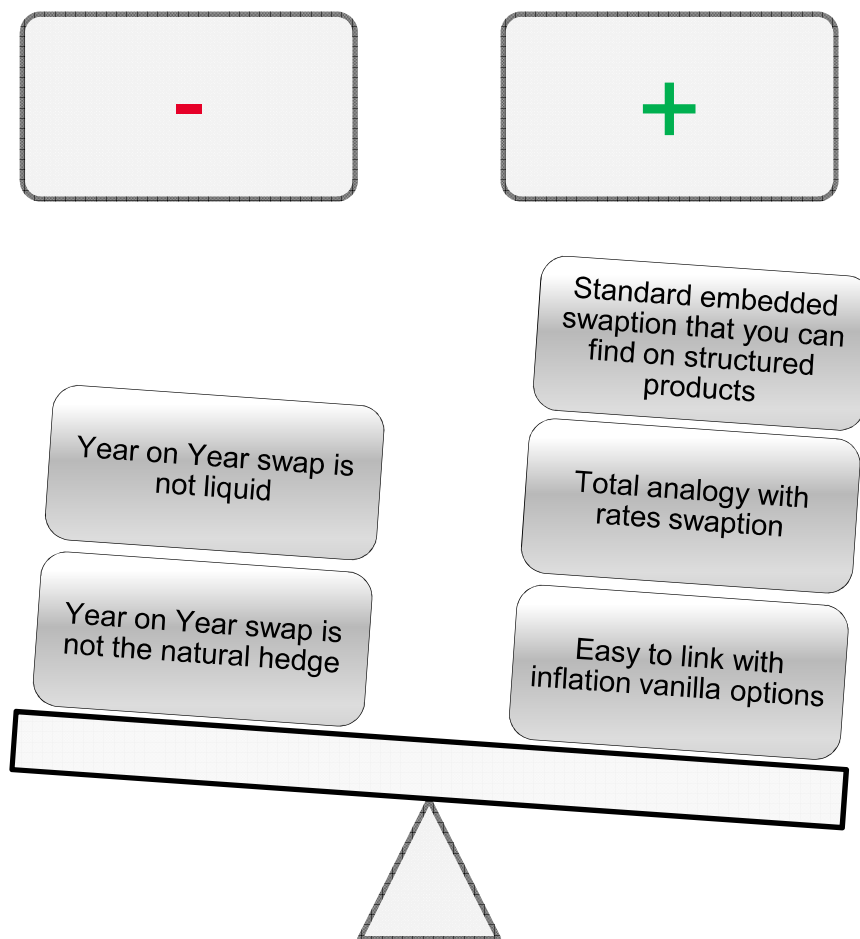 -
+
Standard embedded
swaption that you can
find on structured
products
Year on Year swap is
not liquid
Total analogy with
rates swaption
Year on Year swap is
not the natural hedge
Easy to link with
inflation vanilla options